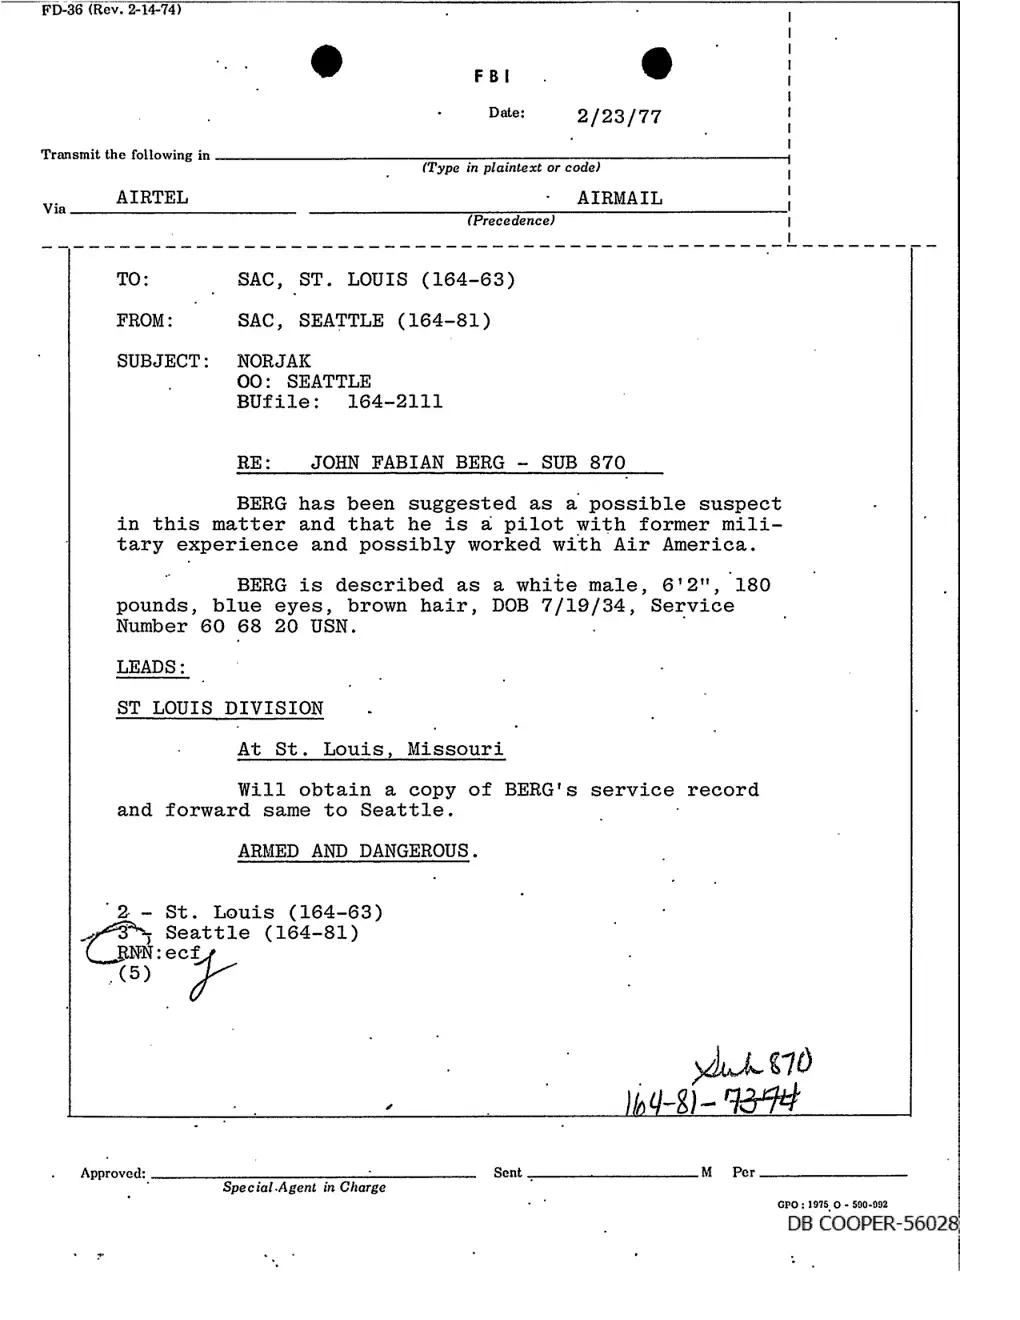 FD-36 (Rev. 2-14-74)
FBI
Date: 2/23/77
Transmit the following in
(Type in plaintext or code)
Via AIRTEL AIRMAIL
(Precedence)
TO: SAC, ST. LOUIS (164-63)
FROM: SAC, SEATTLE (164-81)
SUBJECT: NORJAK
OO: SEATTLE
BUfile: 164-2111
RE: JOHN FABIAN BERG - SUB 870
BERG has been suggested as a possible suspect
in this matter and that he is a pilot with former mili-
tary experience and possibly worked with Air America.
BERG is described as a white male, 6'2", 180
pounds, blue eyes, brown hair, DOB 7/19/34, Service
Number 60 68 20 USN.
LEADS:
ST LOUIS DIVISION
At St. Louis, Missouri
Will obtain a copy of BERG's service record
and forward same to Seattle.
ARMED AND DANGEROUS.
2 - St. Louis (164-63)
3 - Seattle (164-81)
RNN:ecf
(5)
Sub 870
164-81-7374
Approved: Sent M Per
Special Agent in Charge
GPO : 1975 O - 590-992
DB COOPER-56028